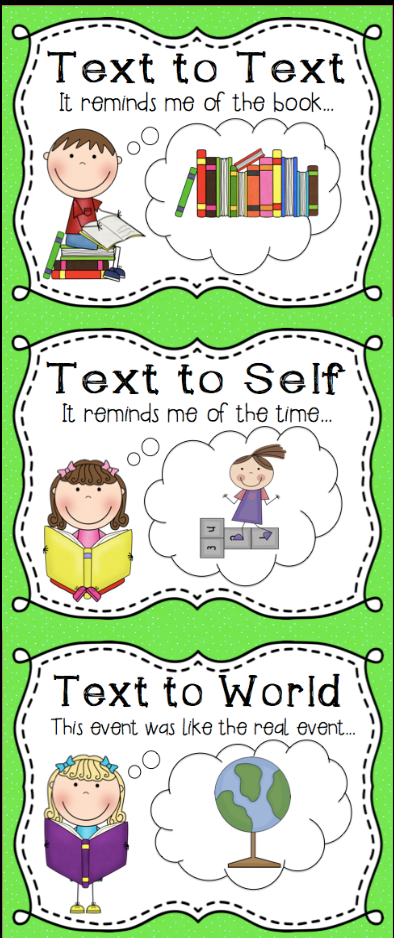 Text to Text
It reminds me of the book...
Text to Self
It reminds me of the time...
Text to World
This event was like the real event...